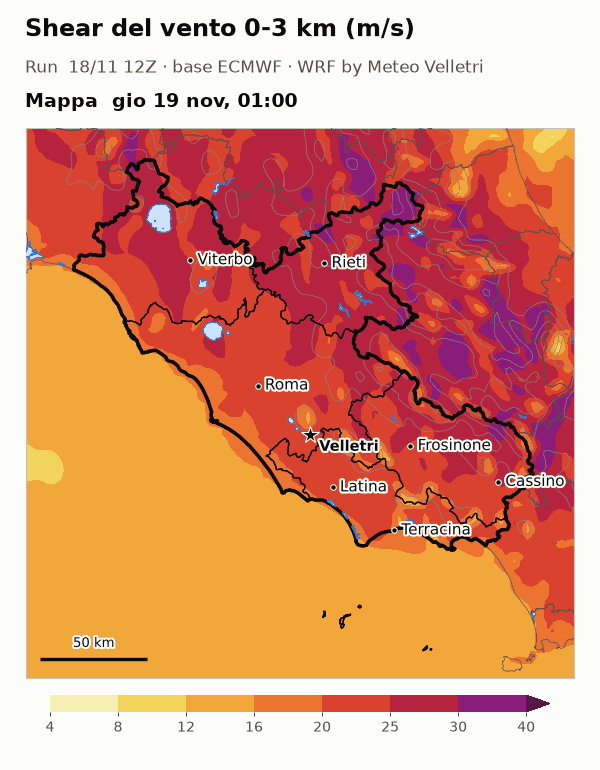 Shear del vento 0-3 km (m/s)
Run  18/11 12Z · base ECMWF · WRF by Meteo Velletri
Mappa  gio 19 nov, 01:00
Viterbo
Rieti
Roma
Velletri
Frosinone
Latina
Cassino
Terracina
50 km
4 8 12 16 20 25 30 40